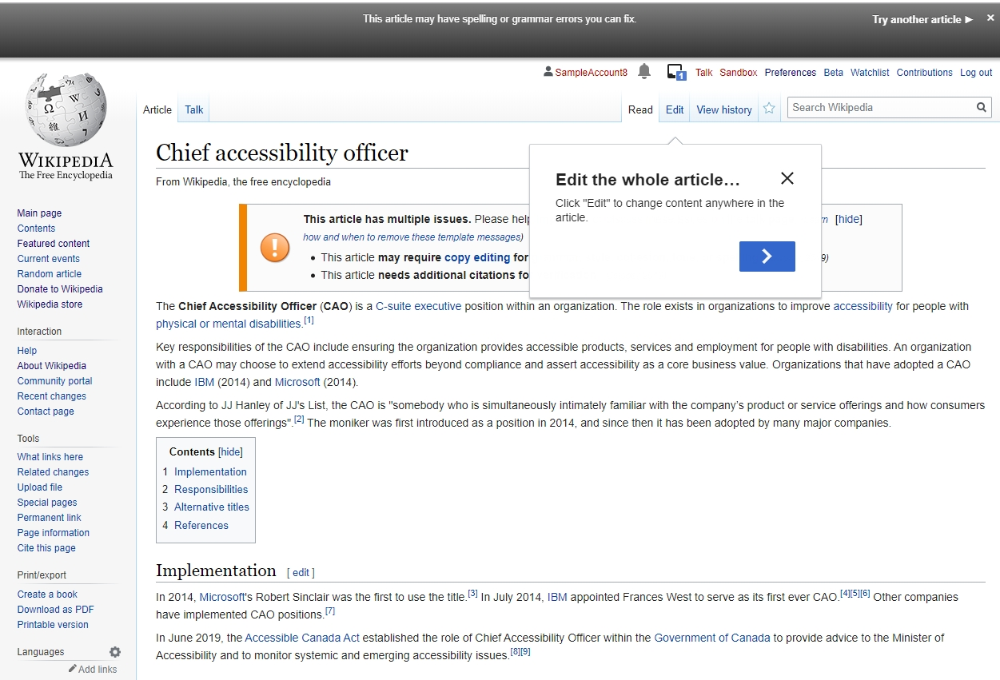 This article may have spelling or grammar errors you can fix.
Try another article ►
SampleAccount8
1
Talk
Sandbox
Preferences
Beta
Watchlist
Contributions
Log out
Article
Talk
Read
Edit
View history
Search Wikipedia
WIKIPEDIA
The Free Encyclopedia
Main page
Contents
Featured content
Current events
Random article
Donate to Wikipedia
Wikipedia store
Interaction
Help
About Wikipedia
Community portal
Recent changes
Contact page
Tools
What links here
Related changes
Upload file
Special pages
Permanent link
Page information
Cite this page
Print/export
Create a book
Download as PDF
Printable version
Languages
Add links
Chief accessibility officer
From Wikipedia, the free encyclopedia
Edit the whole article…
Click "Edit" to change content anywhere in the
article.
This article has multiple issues. Please help
[hide]
how and when to remove these template messages)
• This article may require copy editing for
9)
• This article needs additional citations fo
The Chief Accessibility Officer (CAO) is a C-suite executive position within an organization. The role exists in organizations to improve accessibility for people with
physical or mental disabilities.[1]
Key responsibilities of the CAO include ensuring the organization provides accessible products, services and employment for people with disabilities. An organization
with a CAO may choose to extend accessibility efforts beyond compliance and assert accessibility as a core business value. Organizations that have adopted a CAO
include IBM (2014) and Microsoft (2014).
According to JJ Hanley of JJ's List, the CAO is "somebody who is simultaneously intimately familiar with the company's product or service offerings and how consumers
experience those offerings".[2] The moniker was first introduced as a position in 2014, and since then it has been adopted by many major companies.
Contents [hide]
1 Implementation
2 Responsibilities
3 Alternative titles
4 References
Implementation [ edit ]
In 2014, Microsoft's Robert Sinclair was the first to use the title.[3] In July 2014, IBM appointed Frances West to serve as its first ever CAO.[4][5][6] Other companies
have implemented CAO positions.[7]
In June 2019, the Accessible Canada Act established the role of Chief Accessibility Officer within the Government of Canada to provide advice to the Minister of
Accessibility and to monitor systemic and emerging accessibility issues.[8][9]